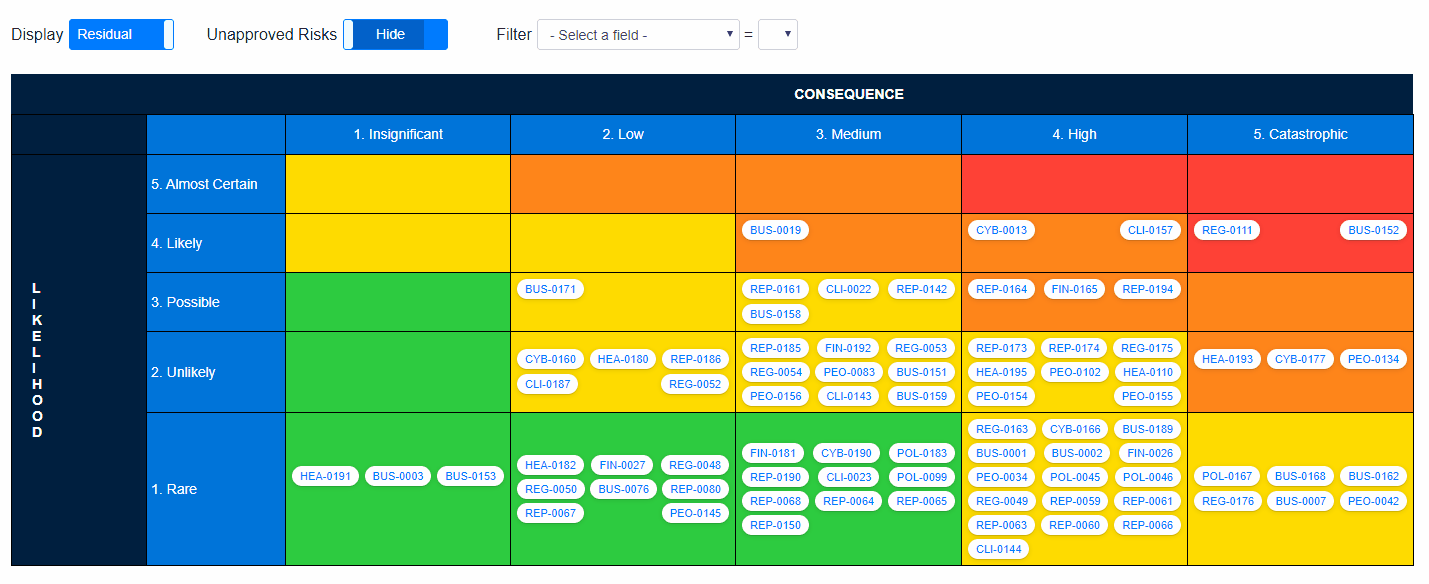 Display Residual Unapproved Risks Hide Filter - Select a field - =
CONSEQUENCE
1. Insignificant 2. Low 3. Medium 4. High 5. Catastrophic
LIKELIHOOD
5. Almost Certain
4. Likely
BUS-0019
CYB-0013 CLI-0157
REG-0111 BUS-0152
3. Possible
BUS-0171
REP-0161 CLI-0022 REP-0142
BUS-0158
REP-0164 FIN-0165 REP-0194
2. Unlikely
CYB-0160 HEA-0180 REP-0186
CLI-0187 REG-0052
REP-0185 FIN-0192 REG-0053
REG-0054 PEO-0083 BUS-0151
PEO-0156 CLI-0143 BUS-0159
REP-0173 REP-0174 REG-0175
HEA-0195 PEO-0102 HEA-0110
PEO-0154 PEO-0155
HEA-0193 CYB-0177 PEO-0134
1. Rare
HEA-0191 BUS-0003 BUS-0153
HEA-0182 FIN-0027 REG-0048
REG-0050 BUS-0076 REP-0080
REP-0067 PEO-0145
FIN-0181 CYB-0190 POL-0183
REP-0190 CLI-0023 POL-0099
REP-0068 REP-0064 REP-0065
REP-0150
REG-0163 CYB-0166 BUS-0189
BUS-0001 BUS-0002 FIN-0026
PEO-0034 POL-0045 POL-0046
REG-0049 REP-0059 REP-0061
REP-0063 REP-0060 REP-0066
CLI-0144
POL-0167 BUS-0168 BUS-0162
REG-0176 BUS-0007 PEO-0042